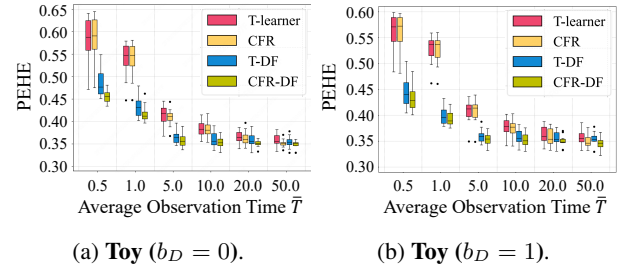 PEHE
0.60
0.55
0.50
0.45
0.40
0.35
0.30
T-learner
CFR
T-DF
CFR-DF
0.5 1.0 5.0 10.0 20.0 50.0
Average Observation Time T̄
(a) Toy (b_D = 0).
PEHE
0.60
0.55
0.50
0.45
0.40
0.35
0.30
T-learner
CFR
T-DF
CFR-DF
0.5 1.0 5.0 10.0 20.0 50.0
Average Observation Time T̄
(b) Toy (b_D = 1).